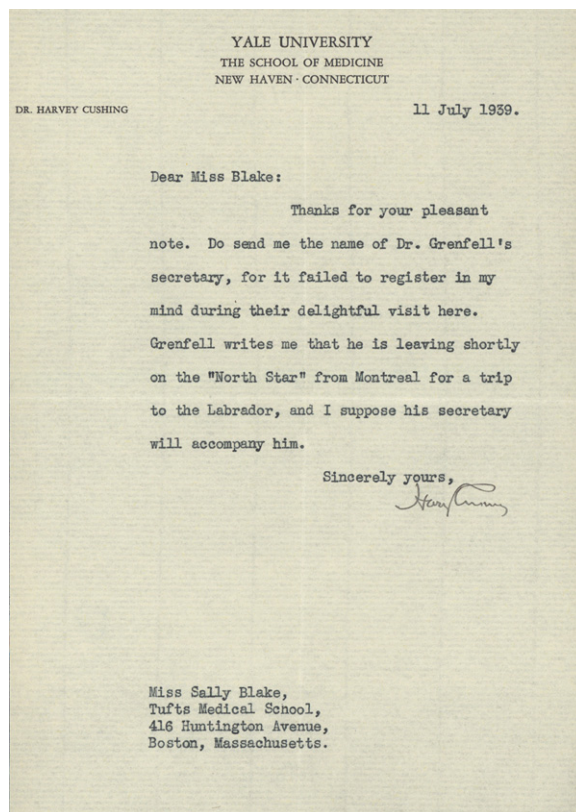 YALE UNIVERSITY
THE SCHOOL OF MEDICINE
NEW HAVEN · CONNECTICUT
DR. HARVEY CUSHING
11 July 1939.
Dear Miss Blake:
Thanks for your pleasant
note. Do send me the name of Dr. Grenfell's
secretary, for it failed to register in my
mind during their delightful visit here.
Grenfell writes me that he is leaving shortly
on the "North Star" from Montreal for a trip
to the Labrador, and I suppose his secretary
will accompany him.
Sincerely yours,
Harvey Cushing
Miss Sally Blake,
Tufts Medical School,
416 Huntington Avenue,
Boston, Massachusetts.